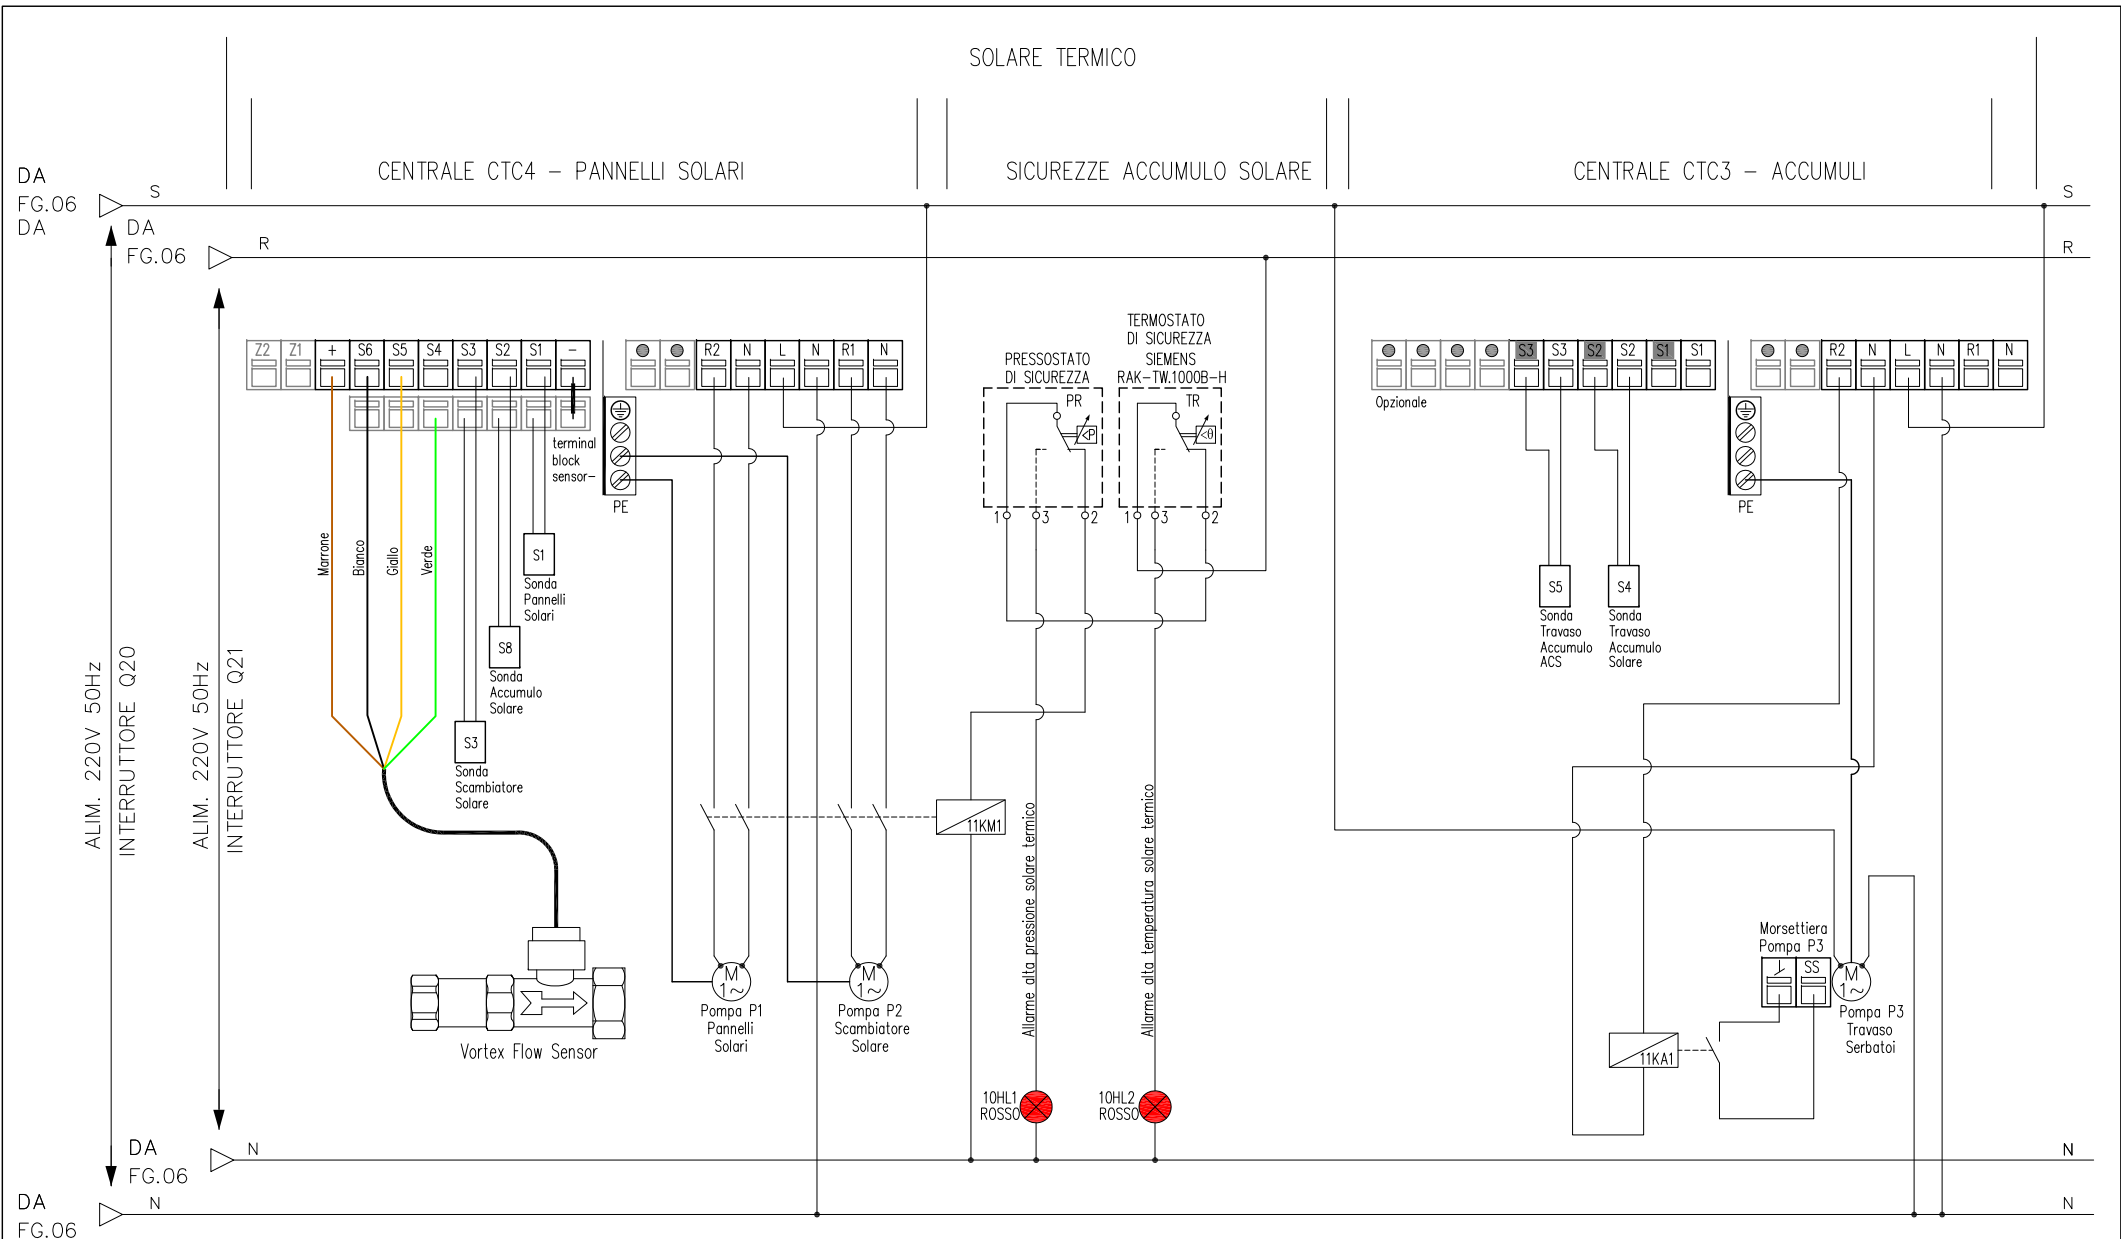 SOLARE TERMICO
CENTRALE CTC4 – PANNELLI SOLARI
SICUREZZE ACCUMULO SOLARE
CENTRALE CTC3 – ACCUMULI
DA
FG.06
S
S
DA
DA
FG.06
R
R
Z2 Z1 + S6 S5 S4 S3 S2 S1 –
R2 N L N R1 N
terminal
block
sensor–
PE
PRESSOSTATO
DI SICUREZZA
PR
<P
1 3 2
TERMOSTATO
DI SICUREZZA
SIEMENS
RAK–TW.1000B–H
TR
<θ
1 3 2
S3 S3 S2 S2 S1 S1
Opzionale
R2 N L N R1 N
PE
Marrone
Bianco
Giallo
Verde
S1
Sonda
Pannelli
Solari
S8
Sonda
Accumulo
Solare
S3
Sonda
Scambiatore
Solare
S5
Sonda
Travaso
Accumulo
ACS
S4
Sonda
Travaso
Accumulo
Solare
ALIM. 220V 50Hz
INTERRUTTORE Q20
ALIM. 220V 50Hz
INTERRUTTORE Q21
11KM1
Allarme alta pressione solare termico
Allarme alta temperatura solare termico
Vortex Flow Sensor
M
1~
Pompa P1
Pannelli
Solari
M
1~
Pompa P2
Scambiatore
Solare
Morsettiera
Pompa P3
SS
M
1~
Pompa P3
Travaso
Serbatoi
11KA1
10HL1
ROSSO
10HL2
ROSSO
DA
FG.06
N
N
DA
FG.06
N
N